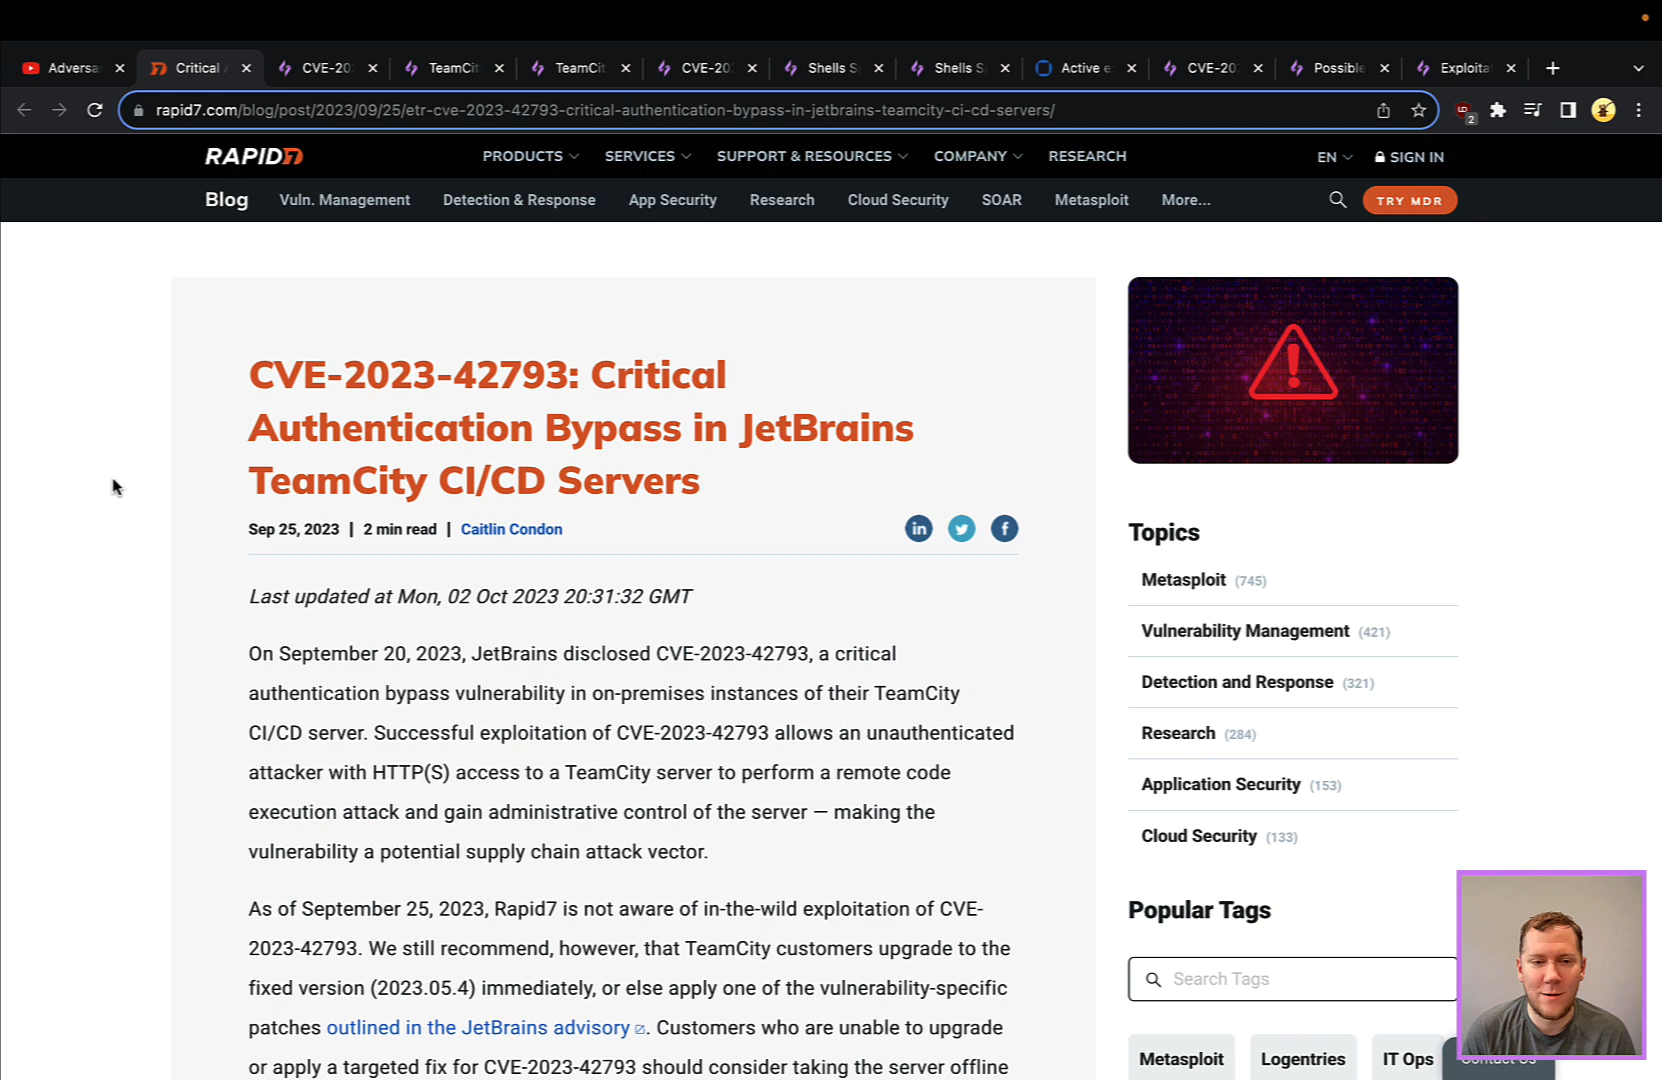 Adversa
Critical
CVE-20
TeamCit
TeamCit
CVE-20
Shells S
Shells S
Active e
CVE-20
Possible
Exploita
rapid7.com/blog/post/2023/09/25/etr-cve-2023-42793-critical-authentication-bypass-in-jetbrains-teamcity-ci-cd-servers/
2
RAPID7
PRODUCTS
SERVICES
SUPPORT & RESOURCES
COMPANY
RESEARCH
EN
SIGN IN
Blog
Vuln. Management
Detection & Response
App Security
Research
Cloud Security
SOAR
Metasploit
More...
TRY MDR
CVE-2023-42793: Critical
Authentication Bypass in JetBrains
TeamCity CI/CD Servers
Sep 25, 2023 | 2 min read | Caitlin Condon
Last updated at Mon, 02 Oct 2023 20:31:32 GMT
On September 20, 2023, JetBrains disclosed CVE-2023-42793, a critical
authentication bypass vulnerability in on-premises instances of their TeamCity
CI/CD server. Successful exploitation of CVE-2023-42793 allows an unauthenticated
attacker with HTTP(S) access to a TeamCity server to perform a remote code
execution attack and gain administrative control of the server — making the
vulnerability a potential supply chain attack vector.
As of September 25, 2023, Rapid7 is not aware of in-the-wild exploitation of CVE-
2023-42793. We still recommend, however, that TeamCity customers upgrade to the
fixed version (2023.05.4) immediately, or else apply one of the vulnerability-specific
patches outlined in the JetBrains advisory. Customers who are unable to upgrade
or apply a targeted fix for CVE-2023-42793 should consider taking the server offline
Topics
Metasploit (745)
Vulnerability Management (421)
Detection and Response (321)
Research (284)
Application Security (153)
Cloud Security (133)
Popular Tags
Search Tags
Metasploit
Logentries
IT Ops